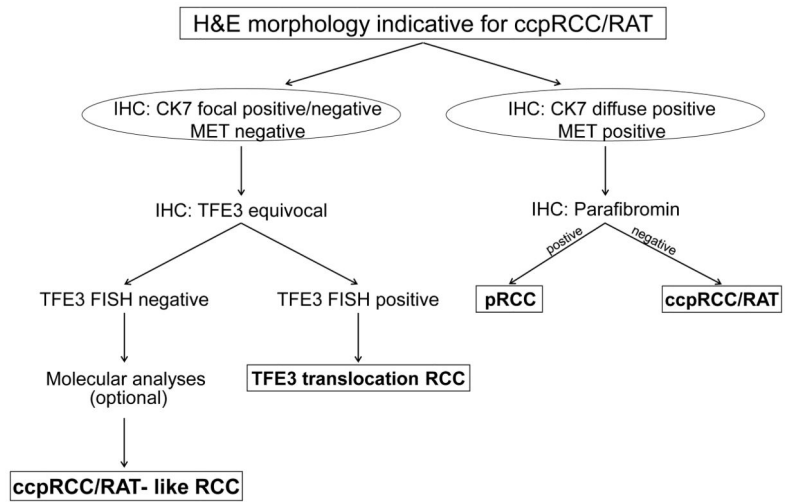 H&E morphology indicative for ccpRCC/RAT
IHC: CK7 focal positive/negative
MET negative
IHC: CK7 diffuse positive
MET positive
IHC: TFE3 equivocal
IHC: Parafibromin
postive
negative
TFE3 FISH negative
TFE3 FISH positive
pRCC
ccpRCC/RAT
Molecular analyses
(optional)
TFE3 translocation RCC
ccpRCC/RAT- like RCC